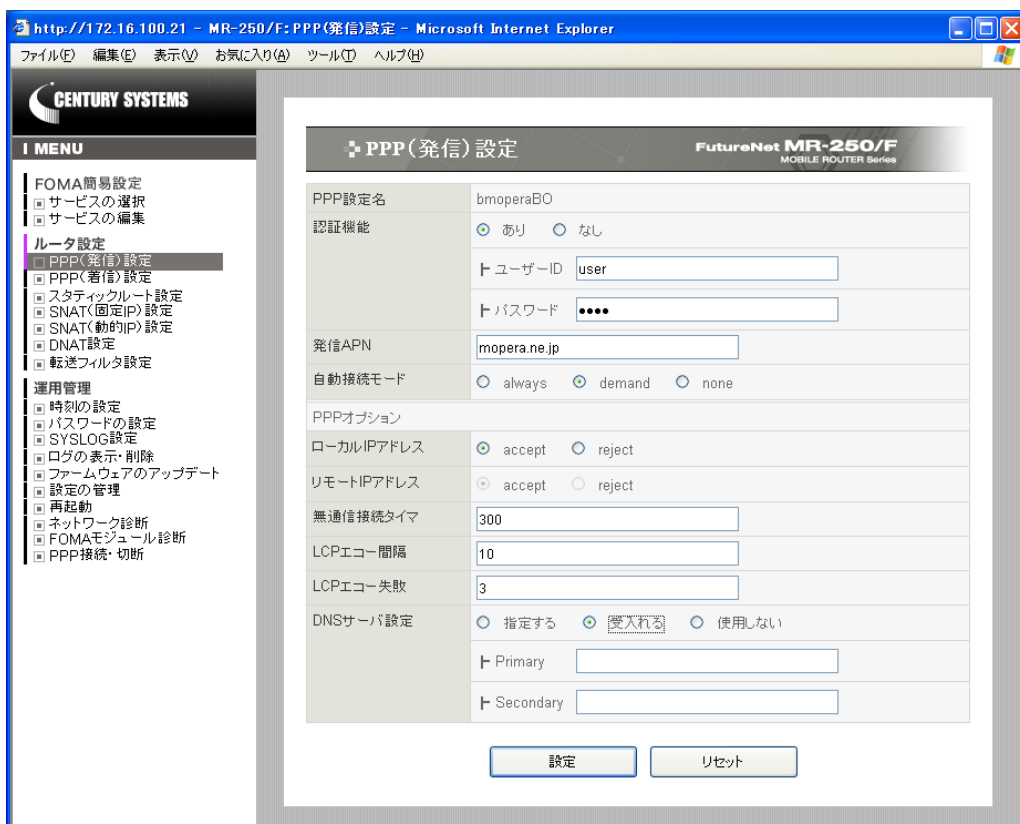 http://172.16.100.21 - MR-250/F: PPP(発信)設定 - Microsoft Internet Explorer
ファイル(F) 編集(E) 表示(V) お気に入り(A) ツール(T) ヘルプ(H)
CENTURY SYSTEMS
MENU
FOMA簡易設定
サービスの選択
サービスの編集
ルータ設定
PPP(発信)設定
PPP(着信)設定
スタティックルート設定
SNAT(固定IP)設定
SNAT(動的IP)設定
DNAT設定
転送フィルタ設定
運用管理
時刻の設定
パスワードの設定
SYSLOG設定
ログの表示・削除
ファームウェアのアップデート
設定の管理
再起動
ネットワーク診断
FOMAモジュール診断
PPP接続・切断
PPP(発信)設定
FutureNet MR-250/F
MOBILE ROUTER Series
PPP設定名 bmoperaBO
認証機能 あり なし
┣ ユーザーID user
┣ パスワード ●●●●
発信APN mopera.ne.jp
自動接続モード always demand none
PPPオプション
ローカルIPアドレス accept reject
リモートIPアドレス accept reject
無通信接続タイマ 300
LCPエコー間隔 10
LCPエコー失敗 3
DNSサーバ設定 指定する 受入れる 使用しない
┣ Primary
┣ Secondary
設定 リセット